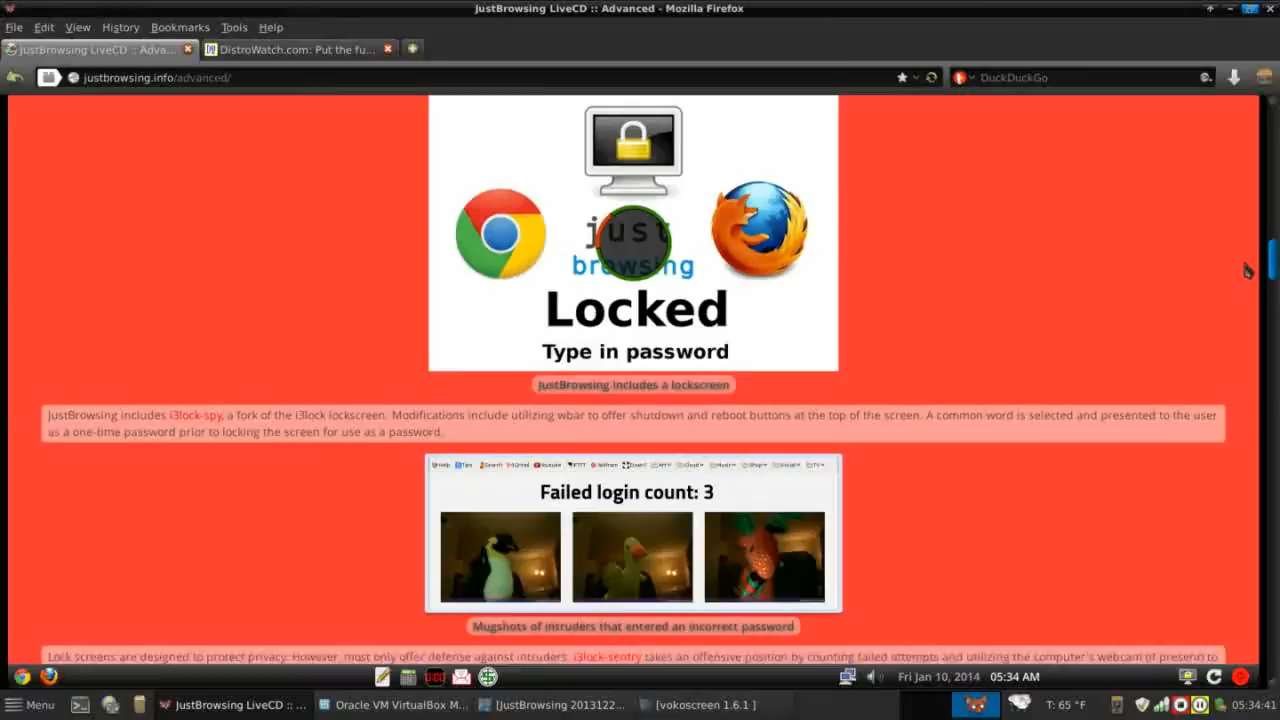 JustBrowsing LiveCD :: Advanced - Mozilla Firefox
File Edit View History Bookmarks Tools Help
JustBrowsing LiveCD :: Adva... DistroWatch.com: Put the fu...
justbrowsing.info/advanced/ DuckDuckGo
just
browsing
Locked
Type in password
JustBrowsing includes a lockscreen
JustBrowsing includes i3lock-spy, a fork of the i3lock lockscreen. Modifications include utilizing wbar to offer shutdown and reboot buttons at the top of the screen. A common word is selected and presented to the user
as a one-time password prior to locking the screen for use as a password.
Failed login count: 3
Mugshots of intruders that entered an incorrect password
Lock screens are designed to protect privacy. However, most only offer defense against intruders. i3lock-sentry takes an offensive position by counting failed attempts and utilizing the computer's webcam (if present) to
Fri Jan 10, 2014 05:34 AM
Menu JustBrowsing LiveCD :: ... Oracle VM VirtualBox M... [JustBrowsing 2013122... [vokoscreen 1.6.1 ] T: 65 °F 05:34:41